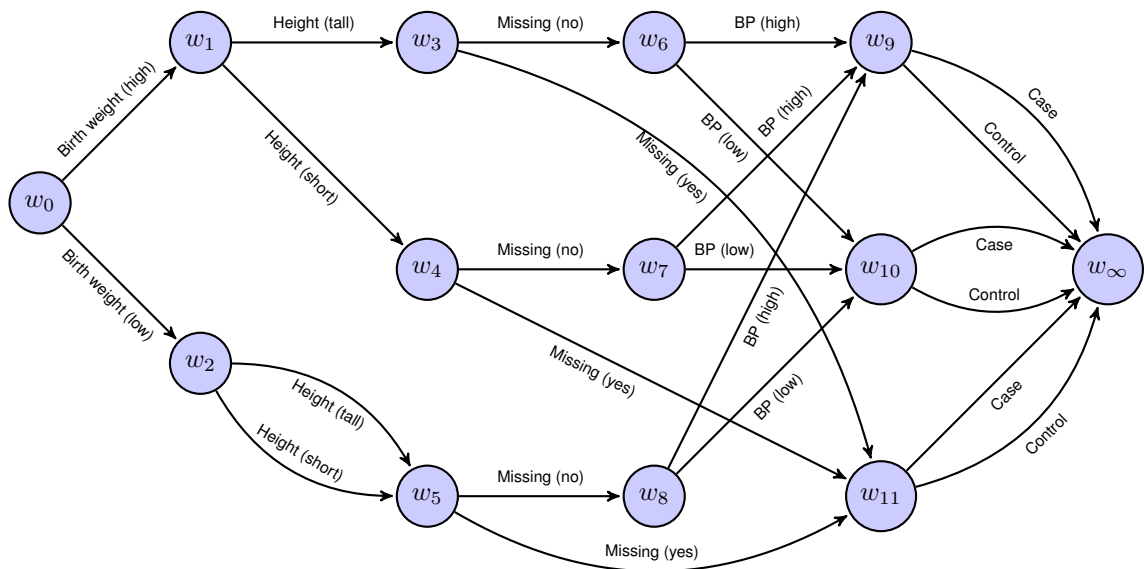 w0
w1
w2
w3
w4
w5
w6
w7
w8
w9
w10
w11
w∞
Birth weight (high)
Birth weight (low)
Height (tall)
Height (short)
Height (tall)
Height (short)
Missing (no)
Missing (yes)
Missing (no)
Missing (yes)
Missing (no)
Missing (yes)
BP (high)
BP (low)
BP (high)
BP (low)
BP (high)
BP (low)
Case
Control
Case
Control
Case
Control